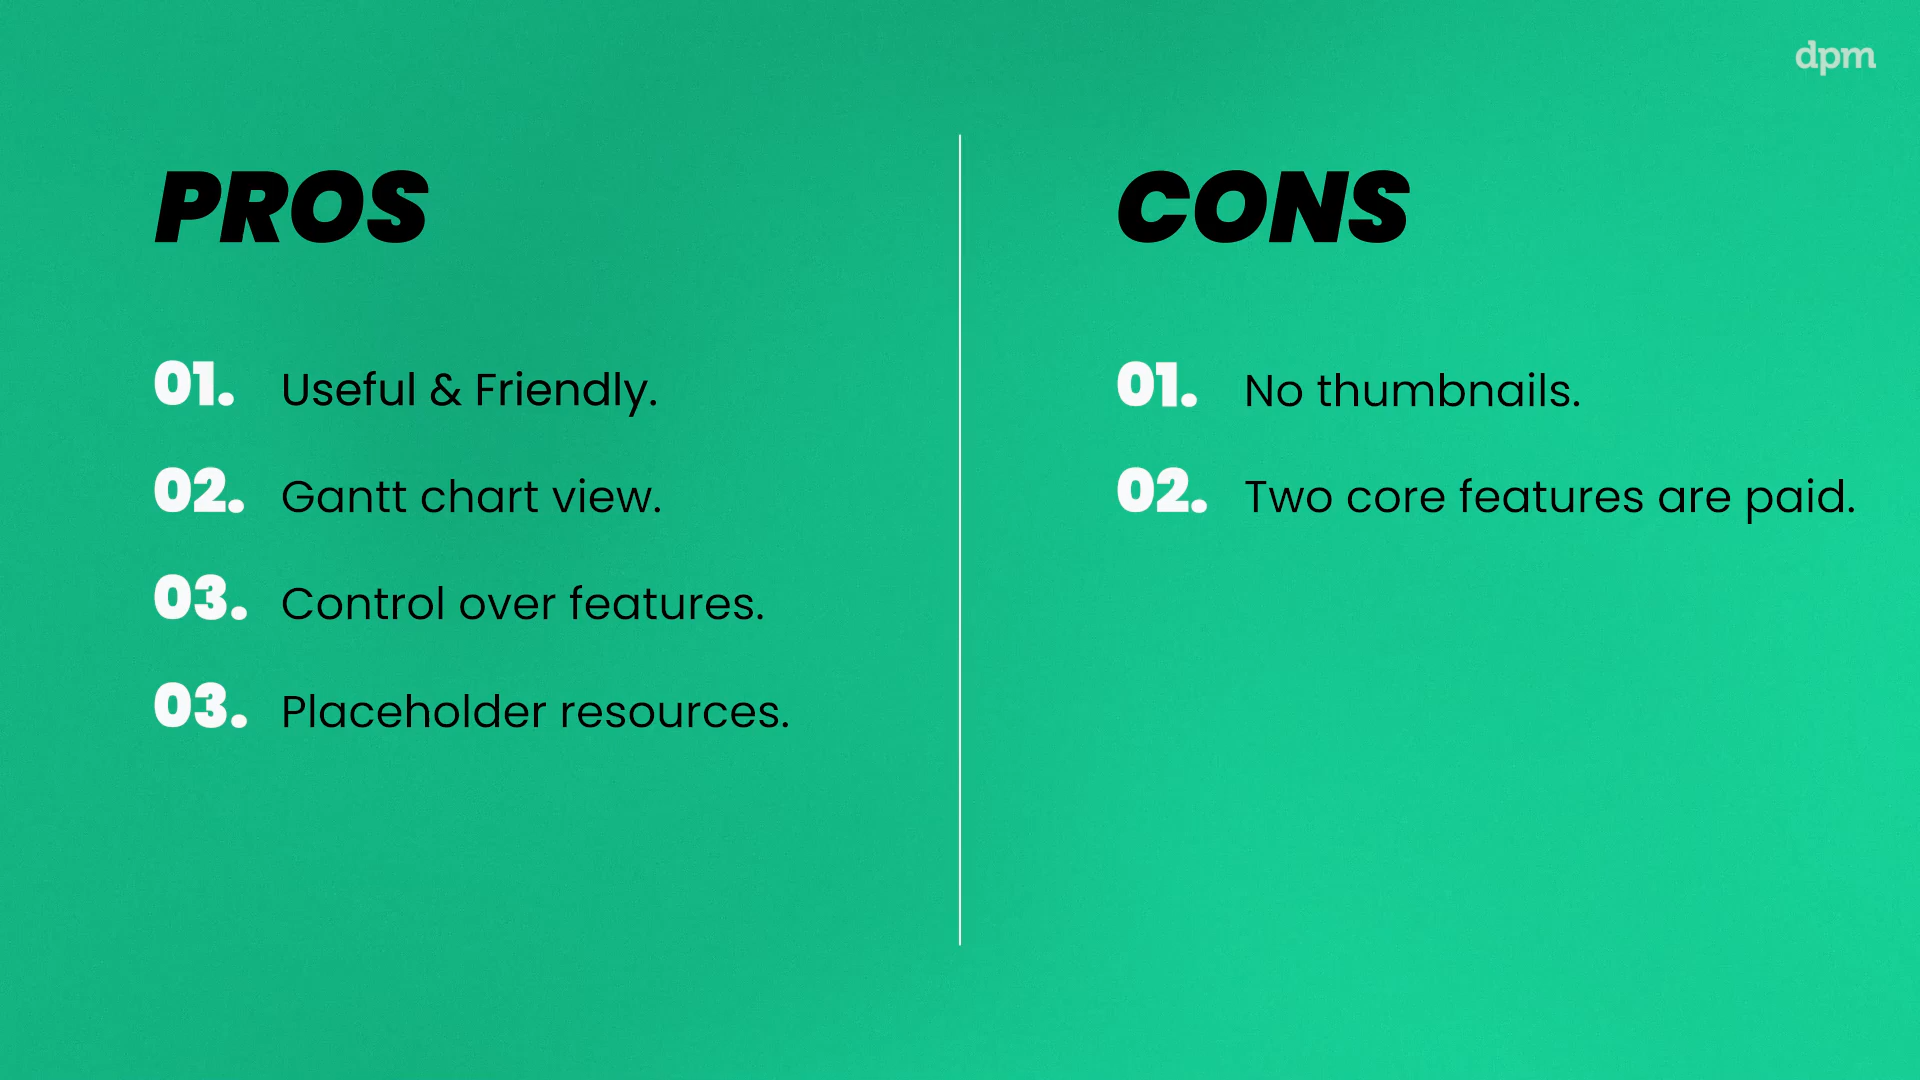 dpm
PROS
01. Useful & Friendly.
02. Gantt chart view.
03. Control over features.
03. Placeholder resources.
CONS
01. No thumbnails.
02. Two core features are paid.